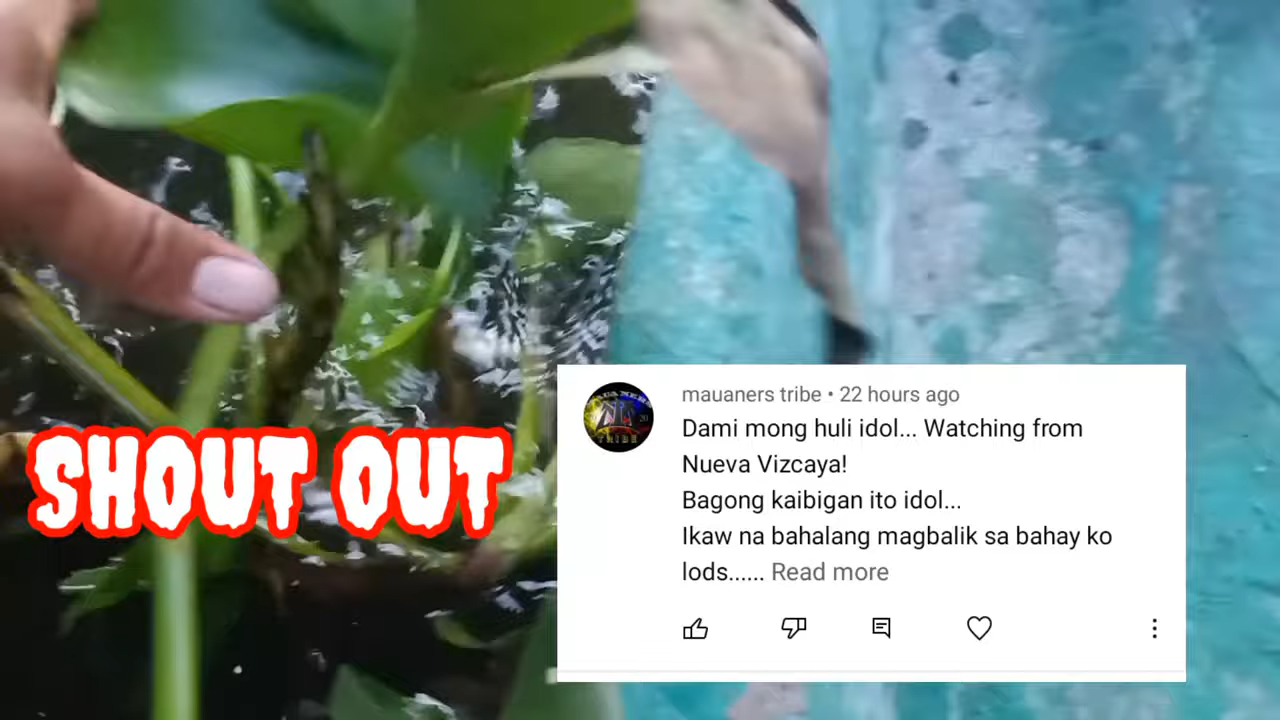 SHOUT OUT
mauaners tribe • 22 hours ago
Dami mong huli idol... Watching from
Nueva Vizcaya!
Bagong kaibigan ito idol...
Ikaw na bahalang magbalik sa bahay ko
lods...... Read more